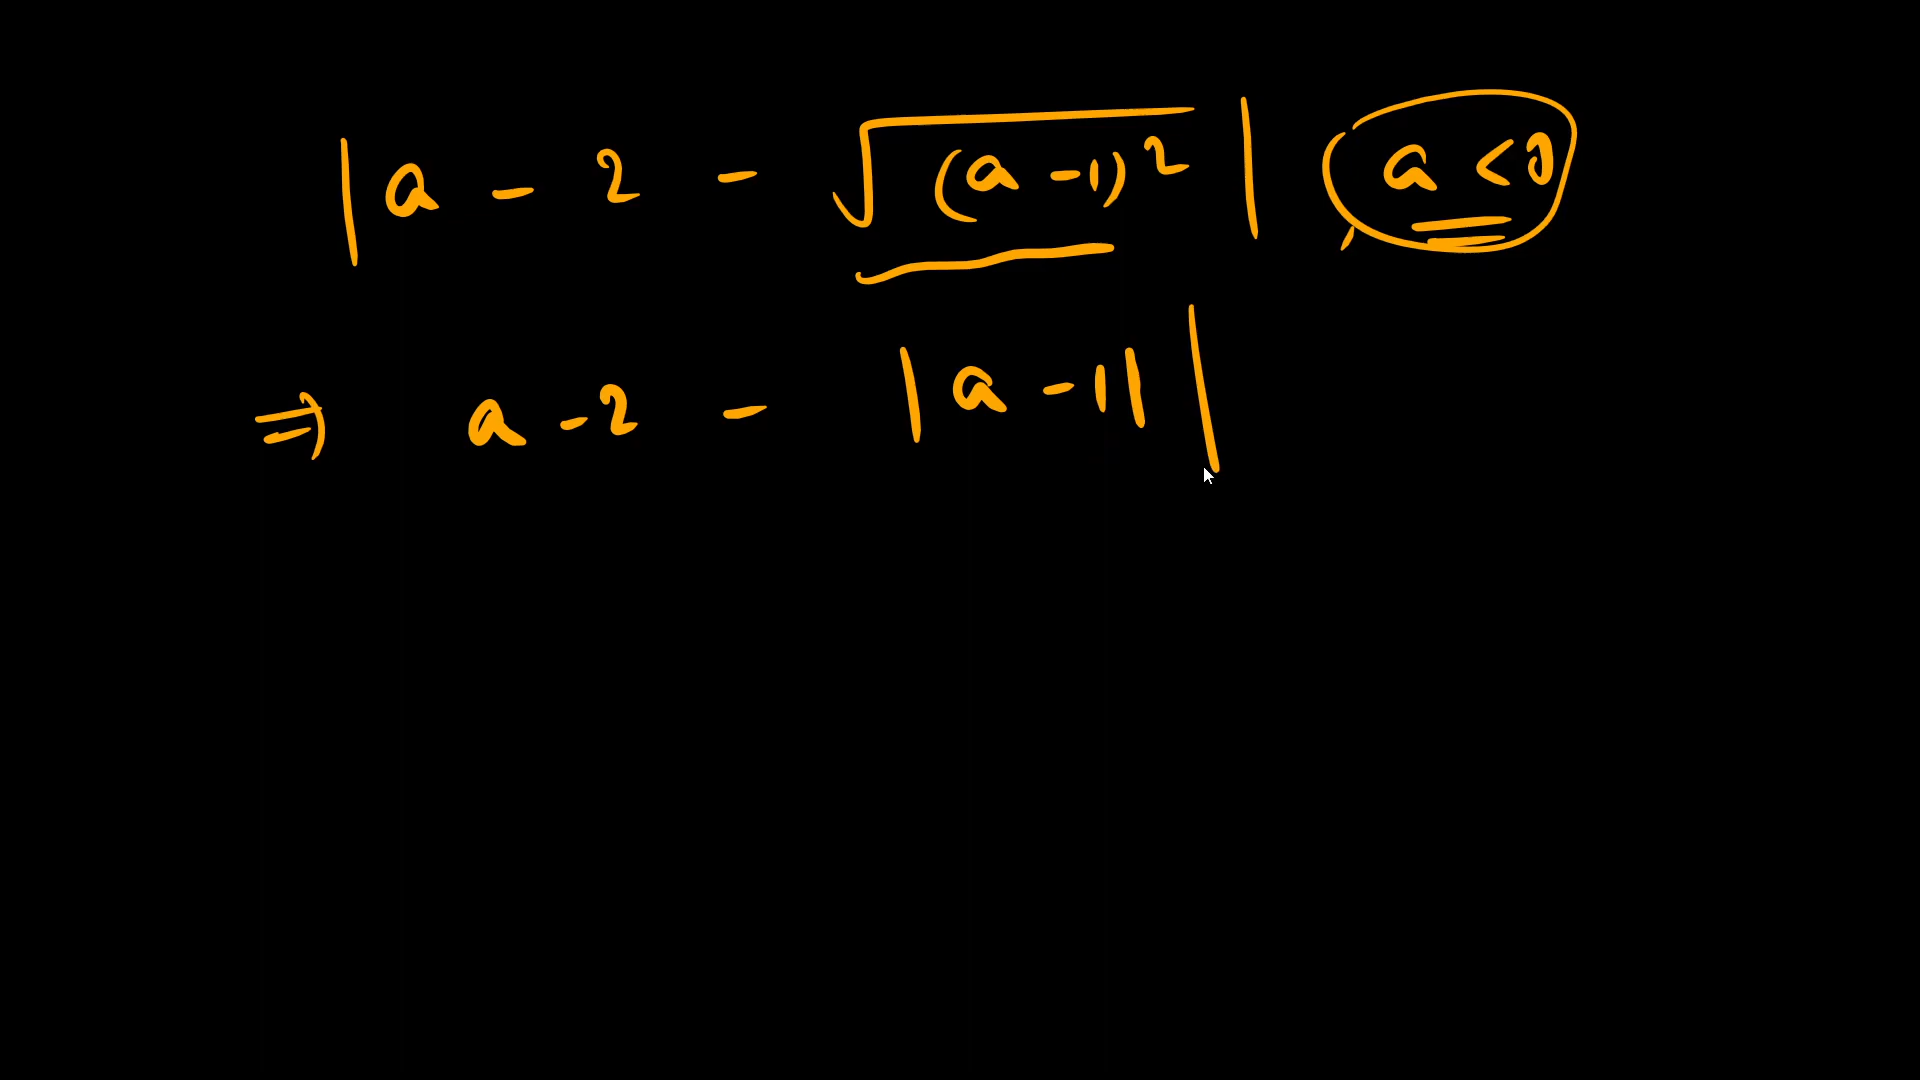 | a - 2 - √(a - 1)² | a < 0
⇒ a - 2 - | a - 1 | |